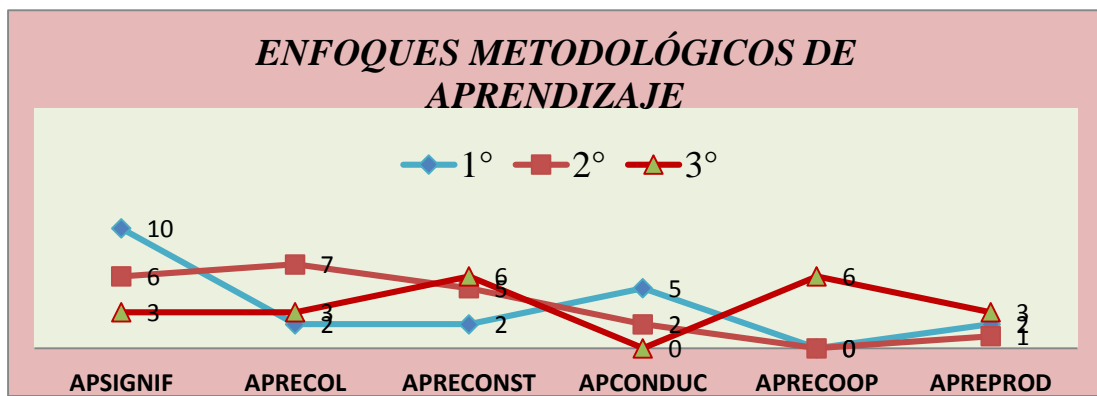 ENFOQUES METODOLÓGICOS DE
APRENDIZAJE
1° 2° 3°
10 2 2 5 0 2
6 7 5 2 0 1
3 3 6 0 6 3
APSIGNIF APRECOL APRECONST APCONDUC APRECOOP APREPROD